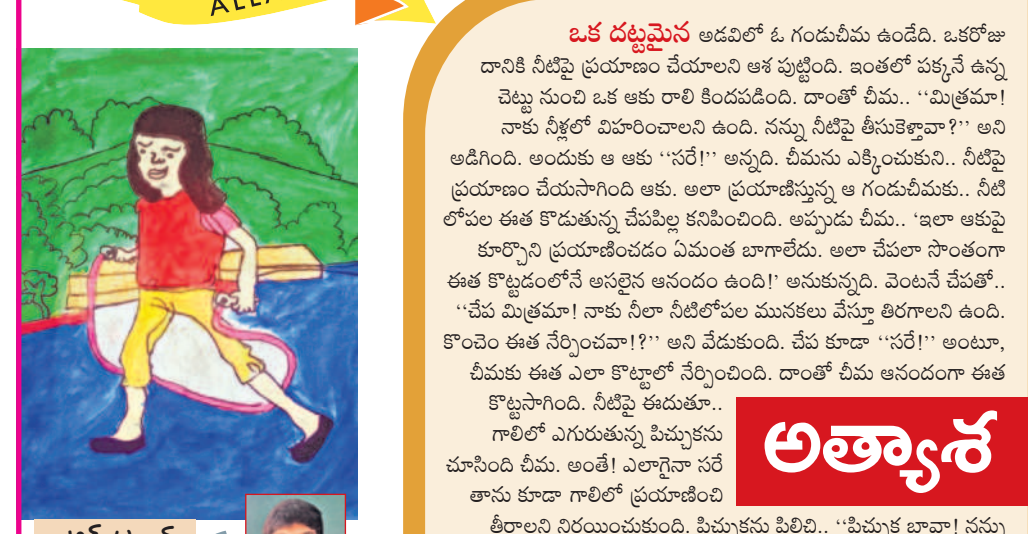 ఒక దట్టమైన అడవిలో ఓ గండుచీమ ఉండేది. ఒకరోజు
దానికి నీటిపై ప్రయాణం చేయాలని ఆశ పుట్టింది. ఇంతలో పక్కనే ఉన్న
చెట్టు నుంచి ఒక ఆకు రాలి కిందపడింది. దాంతో చీమ.. ‘‘మిత్రమా!
నాకు నీళ్లలో విహరించాలని ఉంది. నన్ను నీటిపై తీసుకెళ్తావా?’’ అని
అడిగింది. అందుకు ఆ ఆకు ‘‘సరే!’’ అన్నది. చీమను ఎక్కించుకుని.. నీటిపై
ప్రయాణం చేయసాగింది ఆకు. అలా ప్రయాణిస్తున్న ఆ గండుచీమకు.. నీటి
లోపల ఈత కొడుతున్న చేపపిల్ల కనిపించింది. అప్పుడు చీమ.. ‘ఇలా ఆకుపై
కూర్చొని ప్రయాణించడం ఏమంత బాగాలేదు. అలా చేపలా సొంతంగా
ఈత కొట్టడంలోనే అసలైన ఆనందం ఉంది!’ అనుకున్నది. వెంటనే చేపతో..
‘‘చేప మిత్రమా! నాకు నీలా నీటిలోపల మునకలు వేస్తూ తిరగాలని ఉంది.
కొంచెం ఈత నేర్పించవా!?’’ అని వేడుకుంది. చేప కూడా ‘‘సరే!’’ అంటూ,
చీమకు ఈత ఎలా కొట్టాలో నేర్పించింది. దాంతో చీమ ఆనందంగా ఈత
కొట్టసాగింది. నీటిపై ఈదుతూ..
గాలిలో ఎగురుతున్న పిచ్చుకను
చూసింది చీమ. అంతే! ఎలాగైనా సరే
తాను కూడా గాలిలో ప్రయాణించి
తీరాలని నిర్ణయించుకుంది. పిచ్చుకను పిలిచి.. ‘‘పిచ్చుక బావా! నన్ను
అత్యాశ